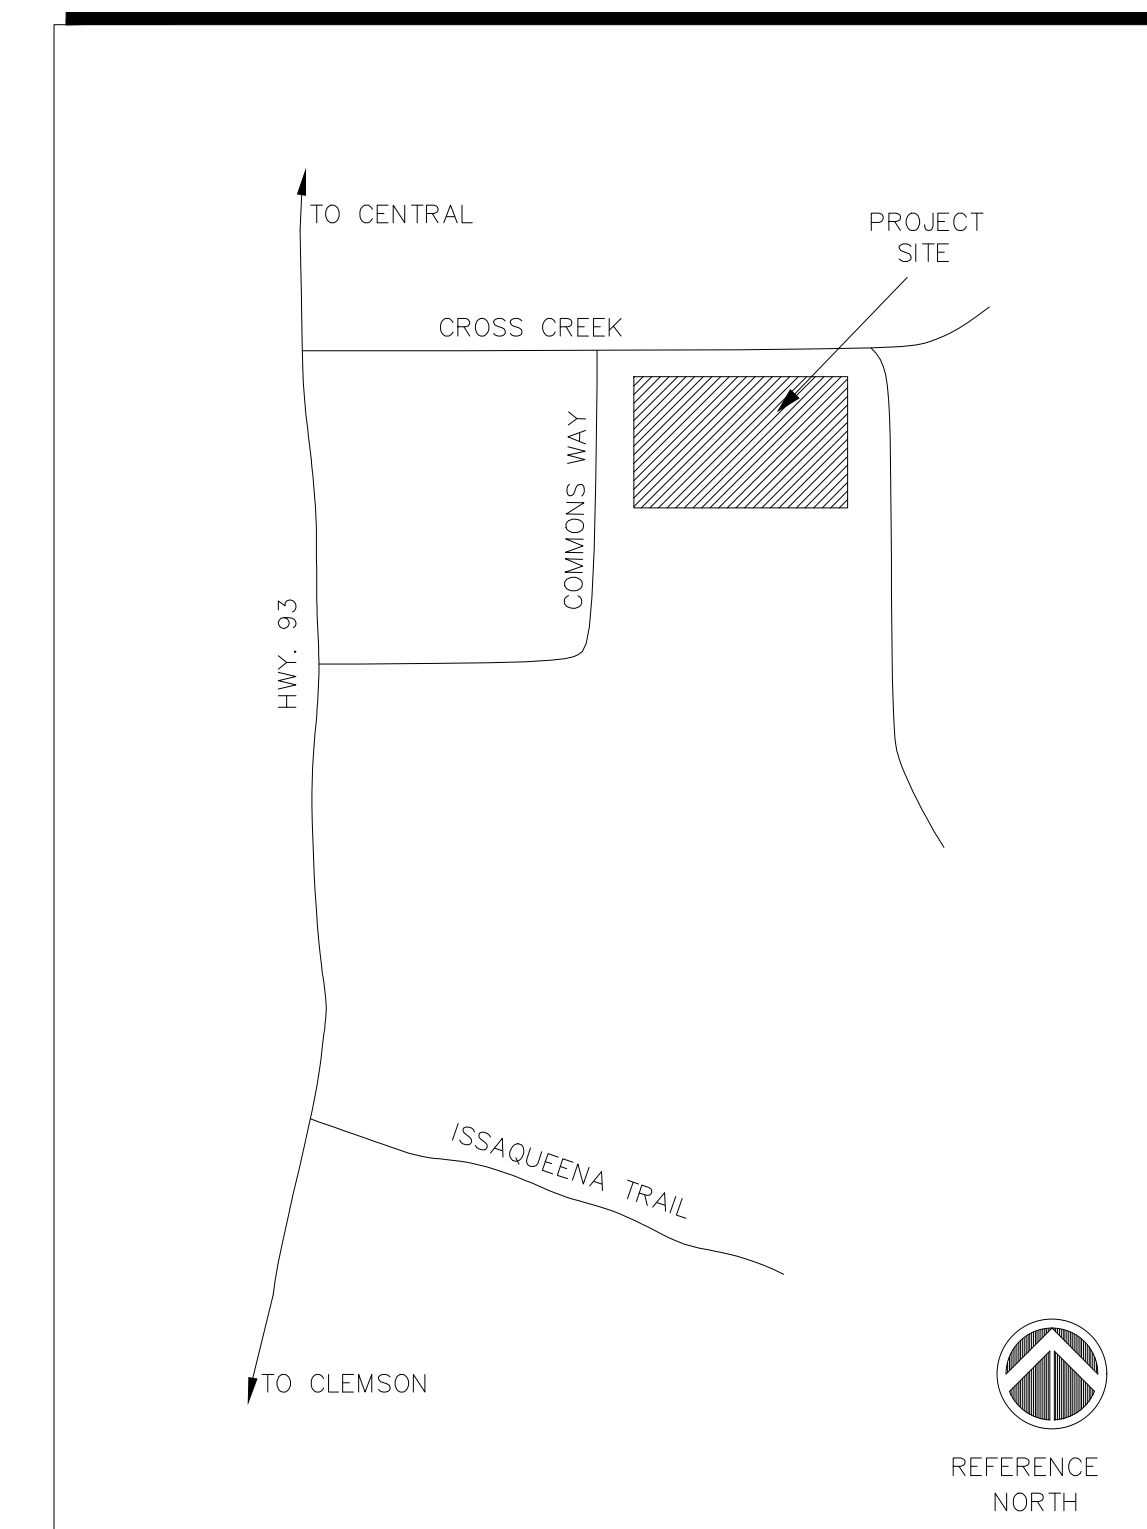 TO CENTRAL
PROJECT
SITE
CROSS CREEK
COMMONS WAY
HWY. 93
ISSAQUEENA TRAIL
TO CLEMSON
REFERENCE
NORTH